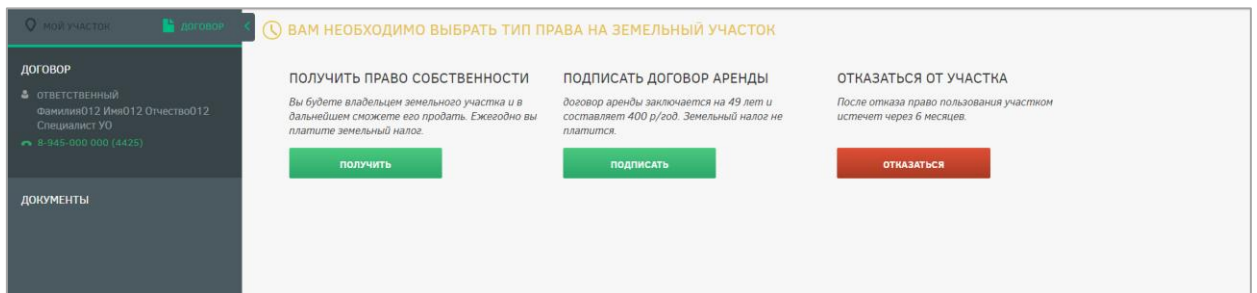 МОЙ УЧАСТОК
ДОГОВОР
ВАМ НЕОБХОДИМО ВЫБРАТЬ ТИП ПРАВА НА ЗЕМЕЛЬНЫЙ УЧАСТОК
ДОГОВОР
ОТВЕТСТВЕННЫЙ
Фамилия012 Имя012 Отчество012
Специалист УО
8-945-000 000 (4425)
ДОКУМЕНТЫ
ПОЛУЧИТЬ ПРАВО СОБСТВЕННОСТИ
Вы будете владельцем земельного участка и в
дальнейшем сможете его продать. Ежегодно вы
платите земельный налог.
ПОЛУЧИТЬ
ПОДПИСАТЬ ДОГОВОР АРЕНДЫ
договор аренды заключается на 49 лет и
составляет 400 р/год. Земельный налог не
платится.
ПОДПИСАТЬ
ОТКАЗАТЬСЯ ОТ УЧАСТКА
После отказа право пользования участком
истечет через 6 месяцев.
ОТКАЗАТЬСЯ